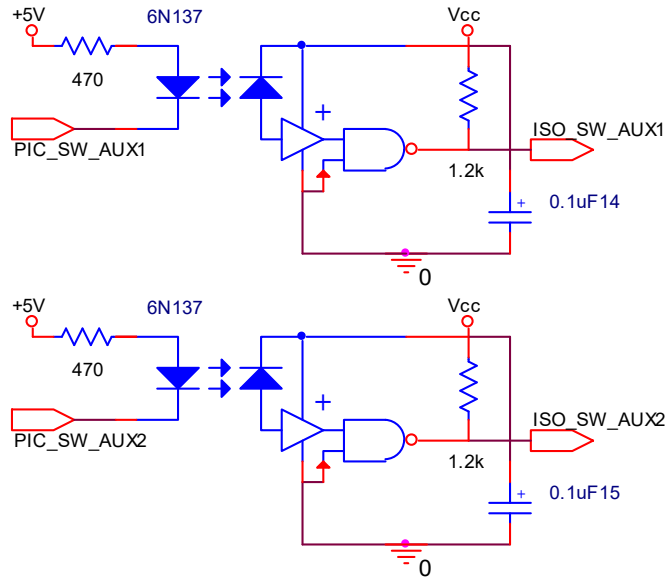 +5V
6N137
Vcc
470
ISO_SW_AUX1
+
PIC_SW_AUX1
1.2k
+
0.1uF14
0
+5V
6N137
Vcc
470
ISO_SW_AUX2
+
PIC_SW_AUX2
1.2k
+
0.1uF15
0